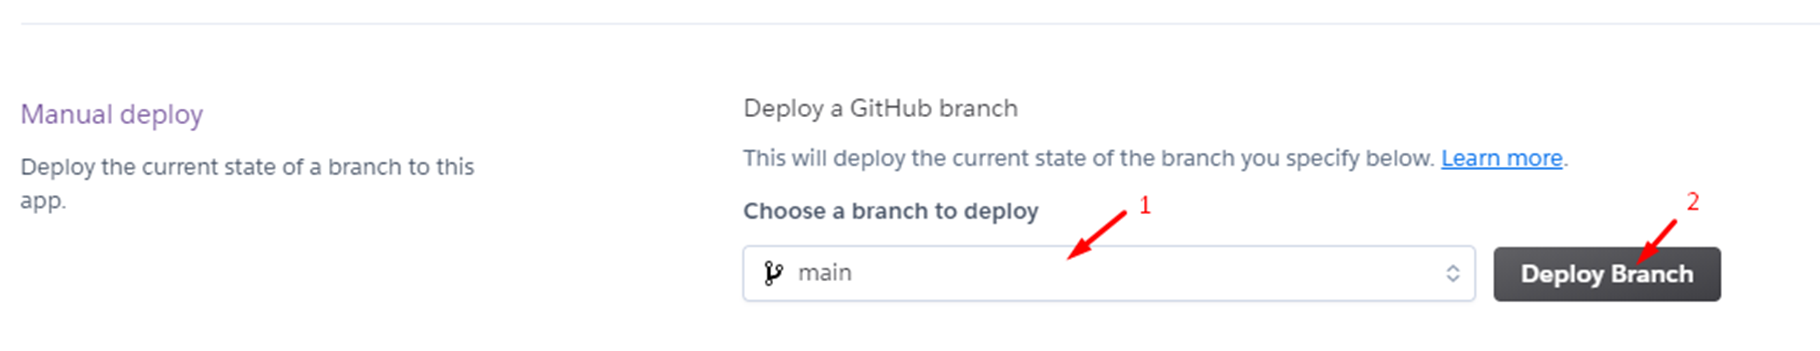 Manual deploy
Deploy the current state of a branch to this
app.
Deploy a GitHub branch
This will deploy the current state of the branch you specify below. Learn more.
Choose a branch to deploy
1
2
main
Deploy Branch